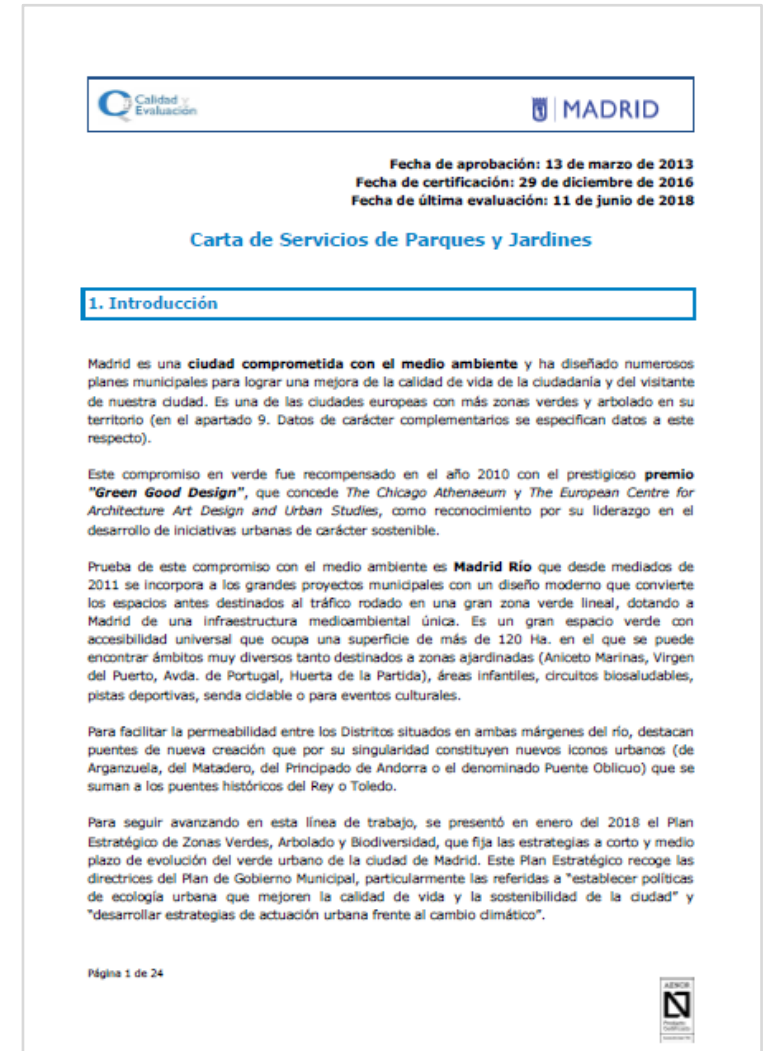 Calidad y
Evaluación
MADRID
Fecha de aprobación: 13 de marzo de 2013
Fecha de certificación: 29 de diciembre de 2016
Fecha de última evaluación: 11 de junio de 2018
Carta de Servicios de Parques y Jardines
1. Introducción
Madrid es una ciudad comprometida con el medio ambiente y ha diseñado numerosos
planes municipales para lograr una mejora de la calidad de vida de la ciudadanía y del visitante
de nuestra ciudad. Es una de las ciudades europeas con más zonas verdes y arbolado en su
territorio (en el apartado 9. Datos de carácter complementarios se especifican datos a este
respecto).
Este compromiso en verde fue recompensado en el año 2010 con el prestigioso premio
"Green Good Design", que concede The Chicago Athenaeum y The European Centre for
Architecture Art Design and Urban Studies, como reconocimiento por su liderazgo en el
desarrollo de iniciativas urbanas de carácter sostenible.
Prueba de este compromiso con el medio ambiente es Madrid Río que desde mediados de
2011 se incorpora a los grandes proyectos municipales con un diseño moderno que convierte
los espacios antes destinados al tráfico rodado en una gran zona verde lineal, dotando a
Madrid de una infraestructura medioambiental única. Es un gran espacio verde con
accesibilidad universal que ocupa una superficie de más de 120 Ha. en el que se puede
encontrar ámbitos muy diversos tanto destinados a zonas ajardinadas (Aniceto Marinas, Virgen
del Puerto, Avda. de Portugal, Huerta de la Partida), áreas infantiles, circuitos biosaludables,
pistas deportivas, senda ciclable o para eventos culturales.
Para facilitar la permeabilidad entre los Distritos situados en ambas márgenes del río, destacan
puentes de nueva creación que por su singularidad constituyen nuevos iconos urbanos (de
Arganzuela, del Matadero, del Principado de Andorra o el denominado Puente Oblicuo) que se
suman a los puentes históricos del Rey o Toledo.
Para seguir avanzando en esta línea de trabajo, se presentó en enero del 2018 el Plan
Estratégico de Zonas Verdes, Arbolado y Biodiversidad, que fija las estrategias a corto y medio
plazo de evolución del verde urbano de la ciudad de Madrid. Este Plan Estratégico recoge las
directrices del Plan de Gobierno Municipal, particularmente las referidas a "establecer políticas
de ecología urbana que mejoren la calidad de vida y la sostenibilidad de la ciudad" y
"desarrollar estrategias de actuación urbana frente al cambio climático".
Página 1 de 24
AENOR